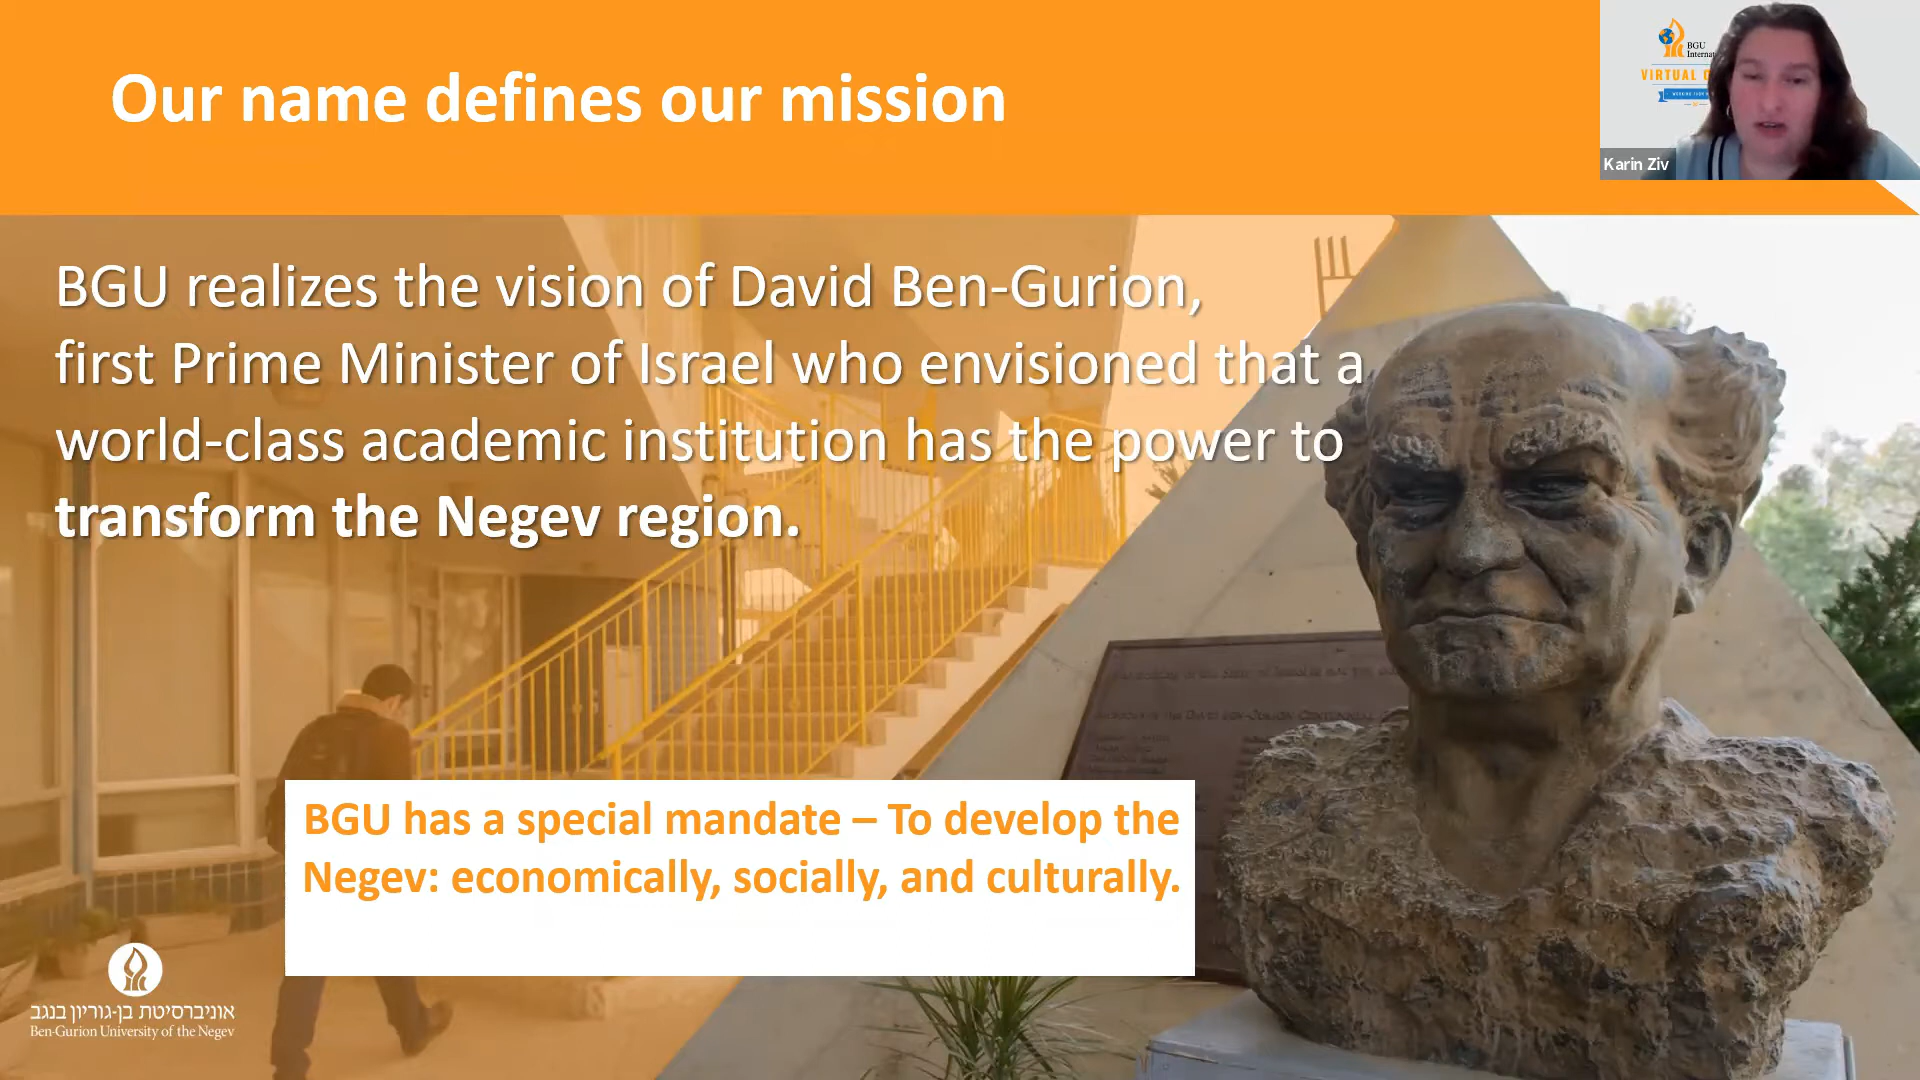 Our name defines our mission
BGU
VIRTUAL
Karin Ziv
BGU realizes the vision of David Ben-Gurion,
first Prime Minister of Israel who envisioned that a
world-class academic institution has the power to
transform the Negev region.
BGU has a special mandate – To develop the
Negev: economically, socially, and culturally.
אוניברסיטת בן-גוריון בנגב
Ben-Gurion University of the Negev